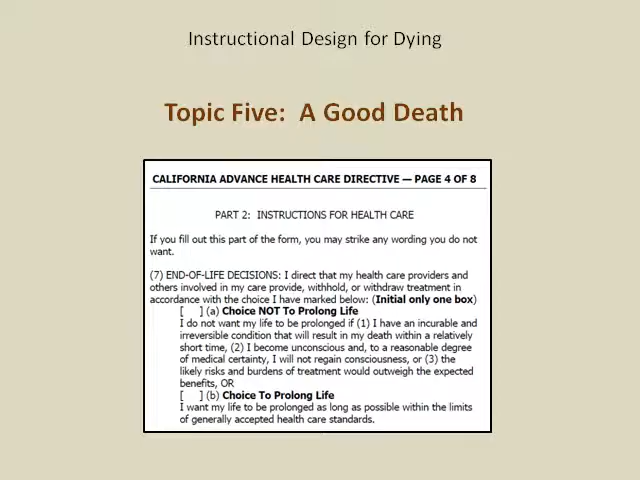 Instructional Design for Dying
Topic Five:  A Good Death
CALIFORNIA ADVANCE HEALTH CARE DIRECTIVE — PAGE 4 OF 8
PART 2:  INSTRUCTIONS FOR HEALTH CARE
If you fill out this part of the form, you may strike any wording you do not
want.
(7) END-OF-LIFE DECISIONS: I direct that my health care providers and
others involved in my care provide, withhold, or withdraw treatment in
accordance with the choice I have marked below: (Initial only one box)
[    ] (a) Choice NOT To Prolong Life
I do not want my life to be prolonged if (1) I have an incurable and
irreversible condition that will result in my death within a relatively
short time, (2) I become unconscious and, to a reasonable degree
of medical certainty, I will not regain consciousness, or (3) the
likely risks and burdens of treatment would outweigh the expected
benefits, OR
[    ] (b) Choice To Prolong Life
I want my life to be prolonged as long as possible within the limits
of generally accepted health care standards.